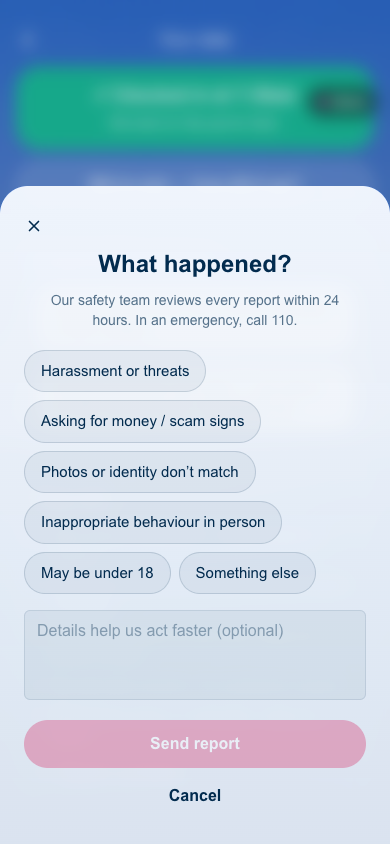 What happened?
Our safety team reviews every report within 24
hours. In an emergency, call 110.
Harassment or threats
Asking for money / scam signs
Photos or identity don’t match
Inappropriate behaviour in person
May be under 18
Something else
Details help us act faster (optional)
Send report
Cancel